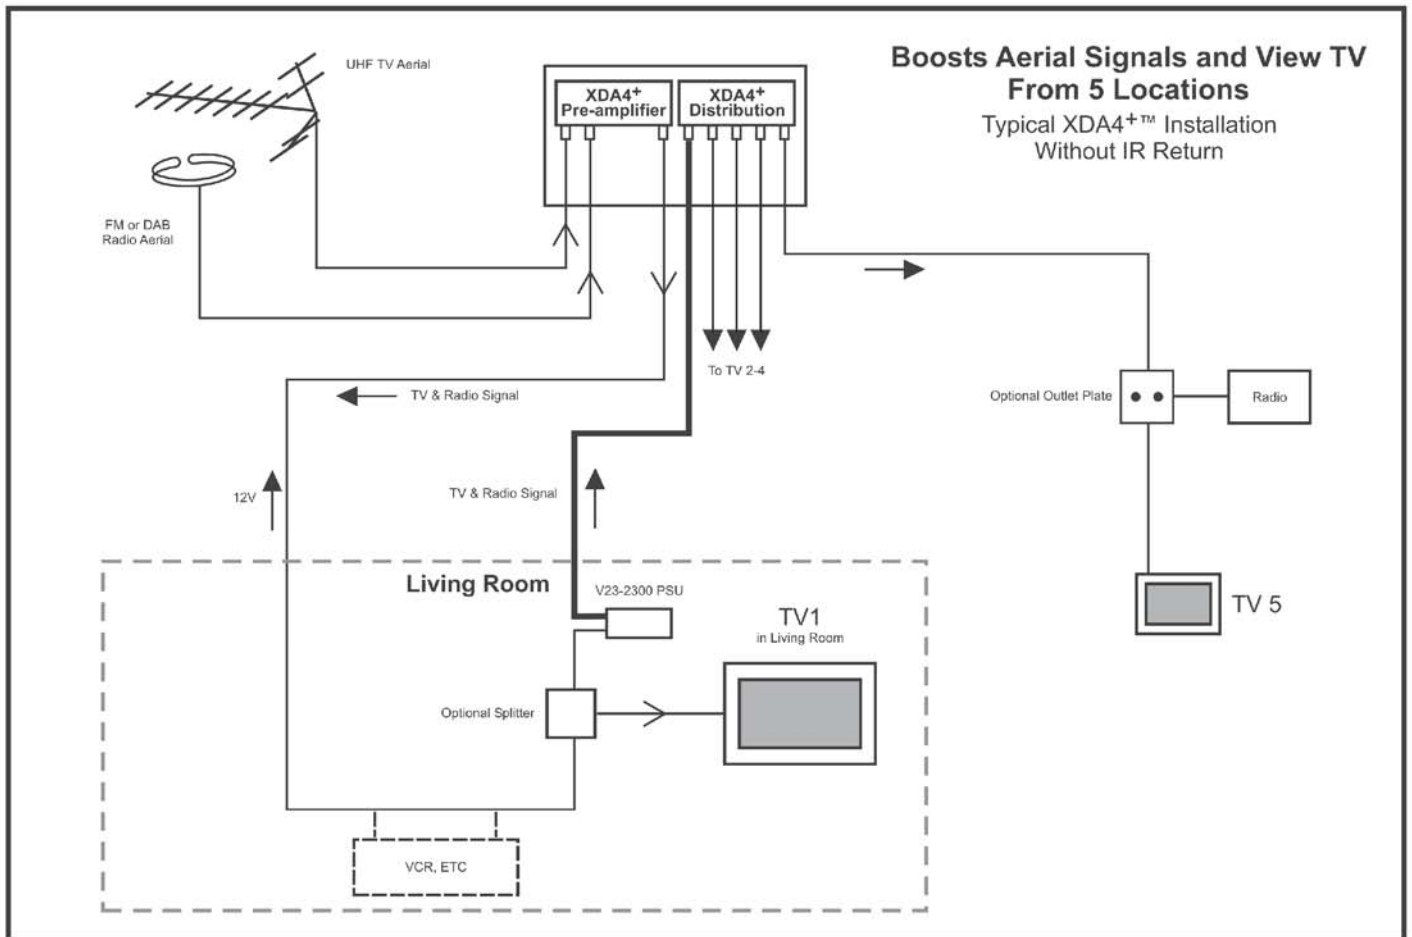 Boosts Aerial Signals and View TV
From 5 Locations
Typical XDA4+™ Installation
Without IR Return
UHF TV Aerial
XDA4+
Pre-amplifier
XDA4+
Distribution
FM or DAB
Radio Aerial
To TV 2-4
TV & Radio Signal
Optional Outlet Plate
Radio
12V
TV & Radio Signal
Living Room
V23-2300 PSU
TV1
in Living Room
TV 5
Optional Splitter
VCR, ETC